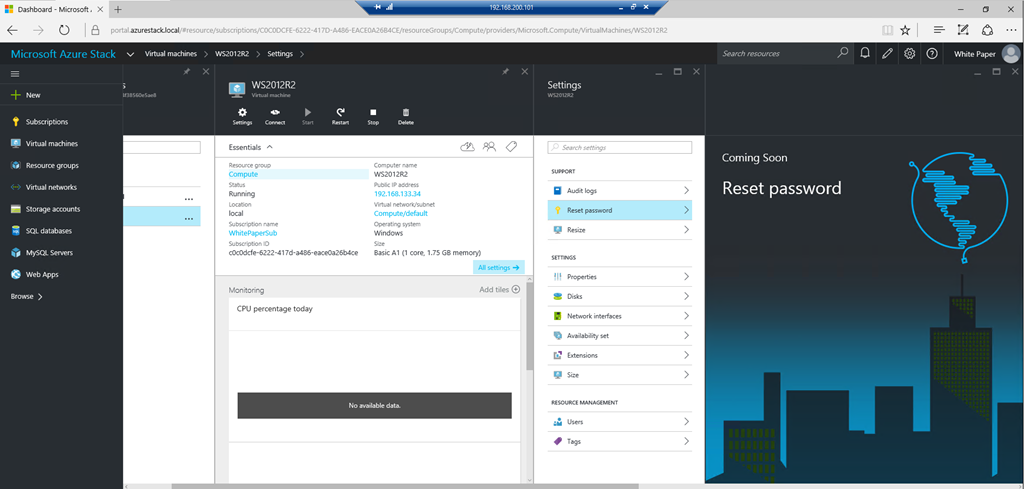 Dashboard - Microsoft A
192.168.200.101
portal.azurestack.local/#resource/subscriptions/C0C0DCFE-6222-417D-A486-EACE0A26B4CE/resourceGroups/Compute/providers/Microsoft.Compute/VirtualMachines/WS2012R2
Microsoft Azure Stack
Virtual machines
WS2012R2
Settings
Search resources
White Paper
New
Subscriptions
Virtual machines
Resource groups
Virtual networks
Storage accounts
SQL databases
MySQL Servers
Web Apps
Browse
s
WS2012R2
Virtual machine
Settings
Connect
Start
Restart
Stop
Delete
Essentials
Resource group
Compute
Status
Running
Location
local
Subscription name
WhitePaperSub
Subscription ID
c0c0dcfe-6222-417d-a486-eace0a26b4ce
Computer name
WS2012R2
Public IP address
192.168.133.34
Virtual network/subnet
Compute/default
Operating system
Windows
Size
Basic A1 (1 core, 1.75 GB memory)
All settings →
Monitoring
Add tiles
CPU percentage today
No available data.
Settings
WS2012R2
Search settings
SUPPORT
Audit logs
Reset password
Resize
SETTINGS
Properties
Disks
Network interfaces
Availability set
Extensions
Size
RESOURCE MANAGEMENT
Users
Tags
Coming Soon
Reset password